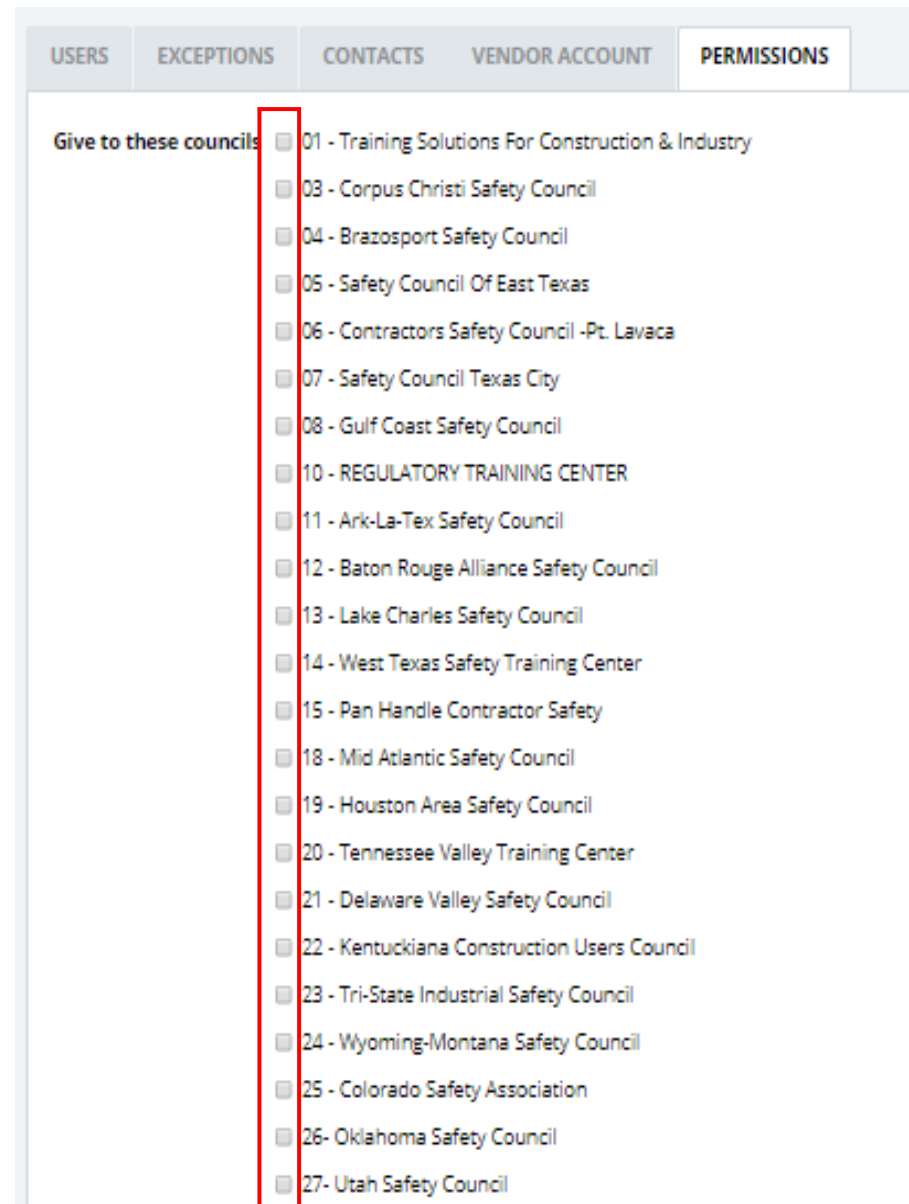 USERS EXCEPTIONS CONTACTS VENDOR ACCOUNT PERMISSIONS
Give to these councils 01 - Training Solutions For Construction & Industry
03 - Corpus Christi Safety Council
04 - Brazosport Safety Council
05 - Safety Council Of East Texas
06 - Contractors Safety Council -Pt. Lavaca
07 - Safety Council Texas City
08 - Gulf Coast Safety Council
10 - REGULATORY TRAINING CENTER
11 - Ark-La-Tex Safety Council
12 - Baton Rouge Alliance Safety Council
13 - Lake Charles Safety Council
14 - West Texas Safety Training Center
15 - Pan Handle Contractor Safety
18 - Mid Atlantic Safety Council
19 - Houston Area Safety Council
20 - Tennessee Valley Training Center
21 - Delaware Valley Safety Council
22 - Kentuckiana Construction Users Council
23 - Tri-State Industrial Safety Council
24 - Wyoming-Montana Safety Council
25 - Colorado Safety Association
26- Oklahoma Safety Council
27- Utah Safety Council